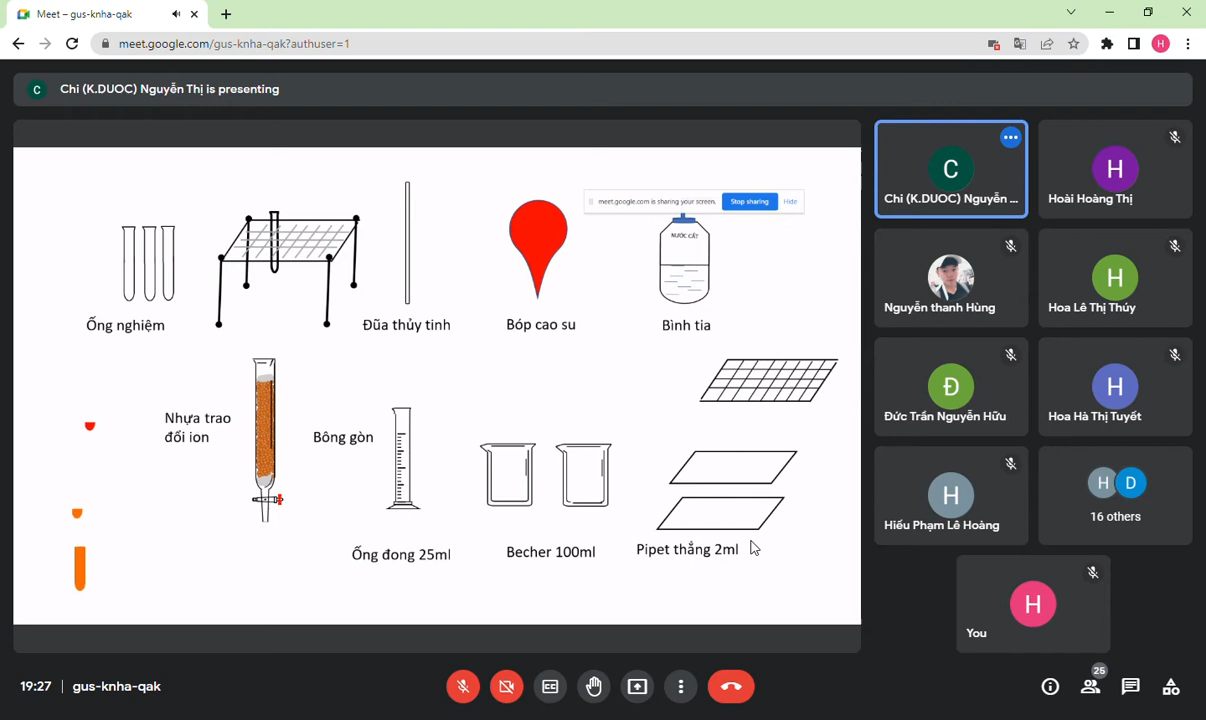 Meet – gus-knha-qak
meet.google.com/gus-knha-qak?authuser=1
H
C
Chi (K.DUOC) Nguyễn Thị is presenting
meet.google.com is sharing your screen.
Stop sharing
Hide
NƯỚC CẤT
Ống nghiệm
Đũa thủy tinh
Bóp cao su
Bình tia
Nhựa trao
đổi ion
Bông gòn
Ống đong 25ml
Becher 100ml
Pipet thẳng 2ml
C
Chi (K.DUOC) Nguyễn ...
H
Hoài Hoàng Thị
Nguyễn thanh Hùng
H
Hoa Lê Thị Thúy
Đ
Đức Trần Nguyễn Hữu
H
Hoa Hà Thị Tuyết
H
Hiếu Phạm Lê Hoàng
H D
16 others
H
You
19:27 | gus-knha-qak
25